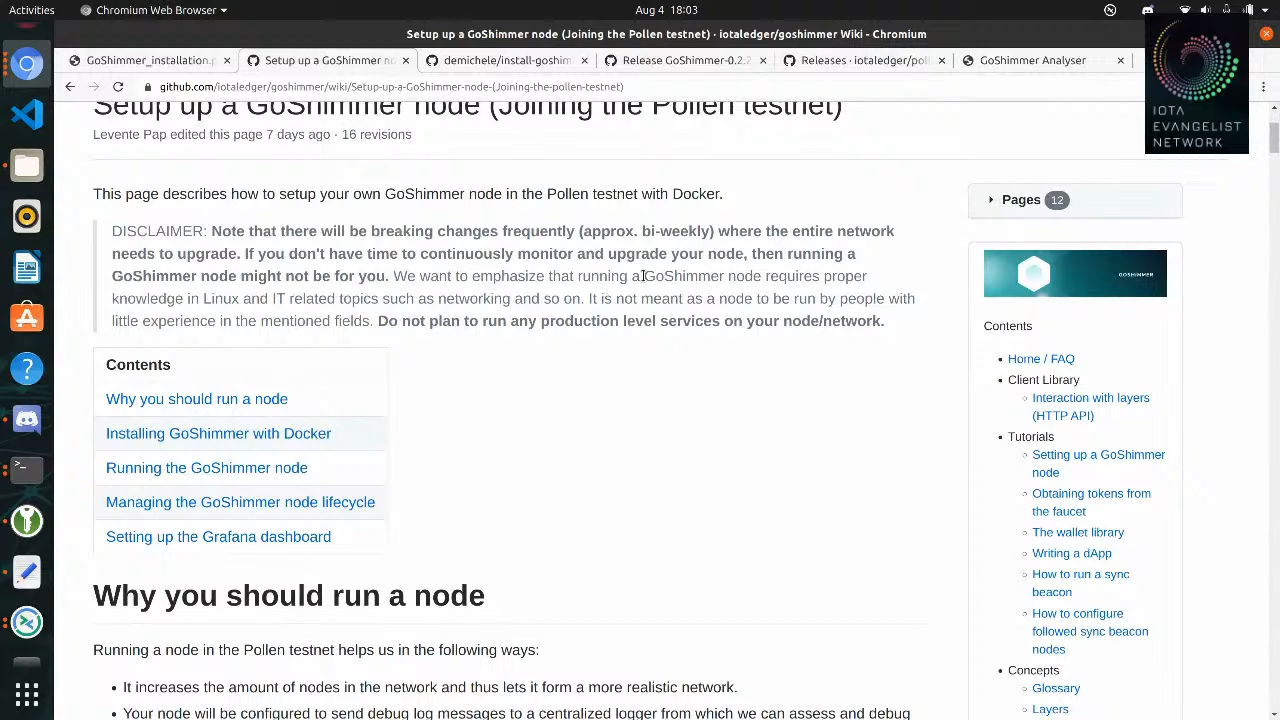 Activities
Chromium Web Browser
Aug 4 18:03
Setup up a GoShimmer node (Joining the Pollen testnet) · iotaledger/goshimmer Wiki - Chromium
GoShimmer_installation.p
Setup up a GoShimmer no
demichele/install-goshim
Release GoShimmer-0.2.2
Releases · iotaledger/poll
GoShimmer Analyser
github.com/iotaledger/goshimmer/wiki/Setup-up-a-GoShimmer-node-(Joining-the-pollen-testnet)
IOTA
EVANGELIST
NETWORK
Setup up a GoShimmer node (Joining the Pollen testnet)
Levente Pap edited this page 7 days ago · 16 revisions
This page describes how to setup your own GoShimmer node in the Pollen testnet with Docker.
DISCLAIMER: Note that there will be breaking changes frequently (approx. bi-weekly) where the entire network
needs to upgrade. If you don't have time to continuously monitor and upgrade your node, then running a
GoShimmer node might not be for you. We want to emphasize that running a GoShimmer node requires proper
knowledge in Linux and IT related topics such as networking and so on. It is not meant as a node to be run by people with
little experience in the mentioned fields. Do not plan to run any production level services on your node/network.
Contents
Why you should run a node
Installing GoShimmer with Docker
Running the GoShimmer node
Managing the GoShimmer node lifecycle
Setting up the Grafana dashboard
Why you should run a node
Running a node in the Pollen testnet helps us in the following ways:
• It increases the amount of nodes in the network and thus lets it form a more realistic network.
• Your node will be configured to send debug log messages to a centralized logger from which we can assess and debug
Pages 12
GOSHIMMER
Contents
• Home / FAQ
• Client Library
◦ Interaction with layers
(HTTP API)
• Tutorials
◦ Setting up a GoShimmer
node
◦ Obtaining tokens from
the faucet
◦ The wallet library
◦ Writing a dApp
◦ How to run a sync
beacon
◦ How to configure
followed sync beacon
nodes
• Concepts
◦ Glossary
◦ Layers